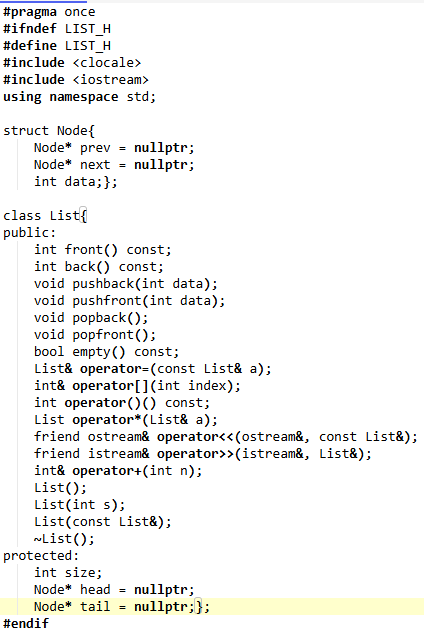 #pragma once
#ifndef LIST_H
#define LIST_H
#include <clocale>
#include <iostream>
using namespace std;

struct Node{
    Node* prev = nullptr;
    Node* next = nullptr;
    int data;};

class List{
public:
    int front() const;
    int back() const;
    void pushback(int data);
    void pushfront(int data);
    void popback();
    void popfront();
    bool empty() const;
    List& operator=(const List& a);
    int& operator[](int index);
    int operator()() const;
    List operator*(List& a);
    friend ostream& operator<<(ostream&, const List&);
    friend istream& operator>>(istream&, List&);
    int& operator+(int n);
    List();
    List(int s);
    List(const List&);
    ~List();
protected:
    int size;
    Node* head = nullptr;
    Node* tail = nullptr;};
#endif